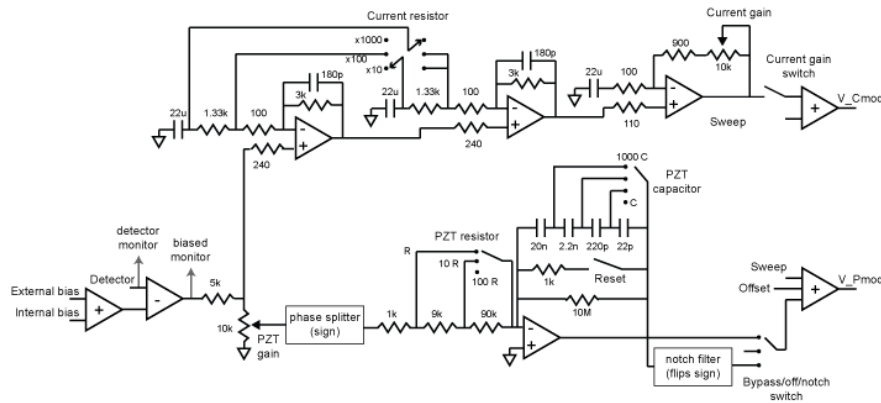 Current resistor
Current gain
x1000
x100
x10
180p
3k
22u
1.33k
100
240
22u
1.33k
100
180p
3k
240
22u
100
900
10k
110
Current gain
switch
Sweep
V_Cmod
detector
monitor
biased
monitor
Detector
External bias
Internal bias
5k
10k
PZT
gain
phase splitter
(sign)
PZT resistor
R
10 R
100 R
1k
9k
90k
1000 C
C
PZT
capacitor
20n
2.2n
220p
22p
1k
Reset
10M
notch filter
(flips sign)
Sweep
Offset
V_Pmod
Bypass/off/notch
switch